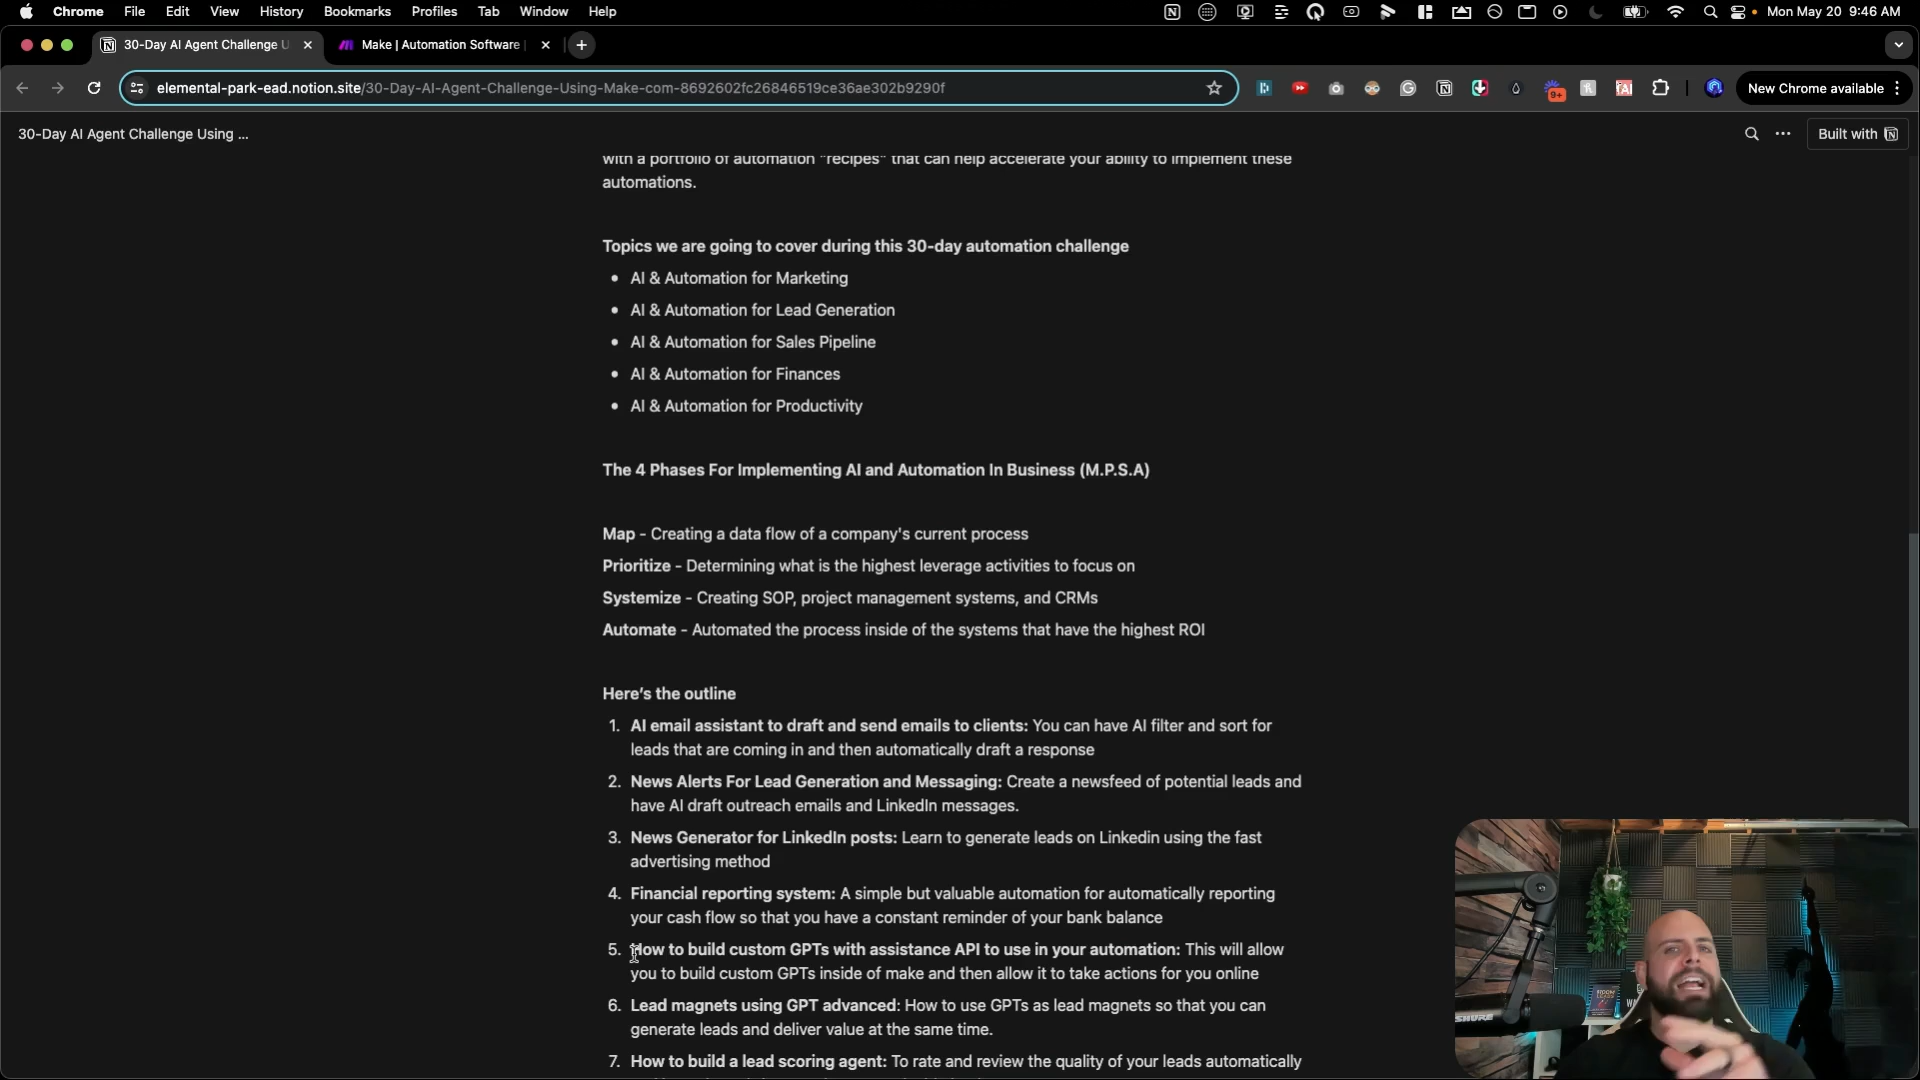 Chrome File Edit View History Bookmarks Profiles Tab Window Help Mon May 20 9:46 AM
30-Day AI Agent Challenge U Make | Automation Software
elemental-park-ead.notion.site/30-Day-AI-Agent-Challenge-Using-Make-com-8692602fc26846519ce36ae302b9290f 9+ New Chrome available
30-Day AI Agent Challenge Using ... Built with
with a portfolio of automation "recipes" that can help accelerate your ability to implement these
automations.
Topics we are going to cover during this 30-day automation challenge
• AI & Automation for Marketing
• AI & Automation for Lead Generation
• AI & Automation for Sales Pipeline
• AI & Automation for Finances
• AI & Automation for Productivity
The 4 Phases For Implementing AI and Automation In Business (M.P.S.A)
Map - Creating a data flow of a company's current process
Prioritize - Determining what is the highest leverage activities to focus on
Systemize - Creating SOP, project management systems, and CRMs
Automate - Automated the process inside of the systems that have the highest ROI
Here's the outline
1. AI email assistant to draft and send emails to clients: You can have AI filter and sort for
leads that are coming in and then automatically draft a response
2. News Alerts For Lead Generation and Messaging: Create a newsfeed of potential leads and
have AI draft outreach emails and LinkedIn messages.
3. News Generator for LinkedIn posts: Learn to generate leads on Linkedin using the fast
advertising method
4. Financial reporting system: A simple but valuable automation for automatically reporting
your cash flow so that you have a constant reminder of your bank balance
5. How to build custom GPTs with assistance API to use in your automation: This will allow
you to build custom GPTs inside of make and then allow it to take actions for you online
6. Lead magnets using GPT advanced: How to use GPTs as lead magnets so that you can
generate leads and deliver value at the same time.
7. How to build a lead scoring agent: To rate and review the quality of your leads automatically
SHURE